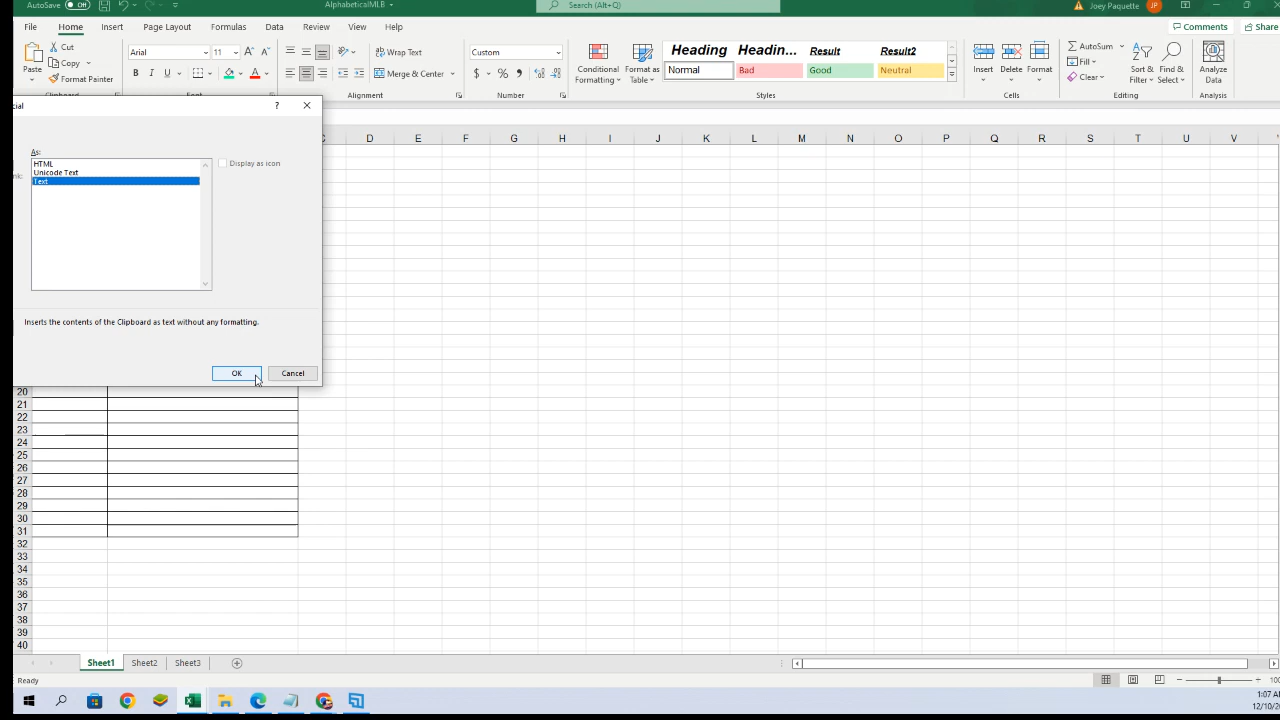 AutoSave Off AlphabeticalMLB Search (Alt+Q) Joey Paquette JP
File Home Insert Page Layout Formulas Data Review View Help Comments Share
Paste Cut Copy Format Painter
Arial 11 Wrap Text Merge & Center
Custom
Conditional Formatting Format as Table
Heading Headin... Result Result2
Normal Bad Good Neutral
Insert Delete Format
AutoSum Fill Clear
Sort & Filter Find & Select
Analyze Data
Clipboard Font Alignment Number Styles Cells Editing Analysis
D E F G H I J K L M N O P Q R S T U V
cial ? ×
As:
HTML
Unicode Text
Text
Display as icon
Inserts the contents of the Clipboard as text without any formatting.
OK Cancel
20
21
22
23
24
25
26
27
28
29
30
31
32
33
34
35
36
37
38
39
40
Sheet1 Sheet2 Sheet3
Ready
1:07 AM